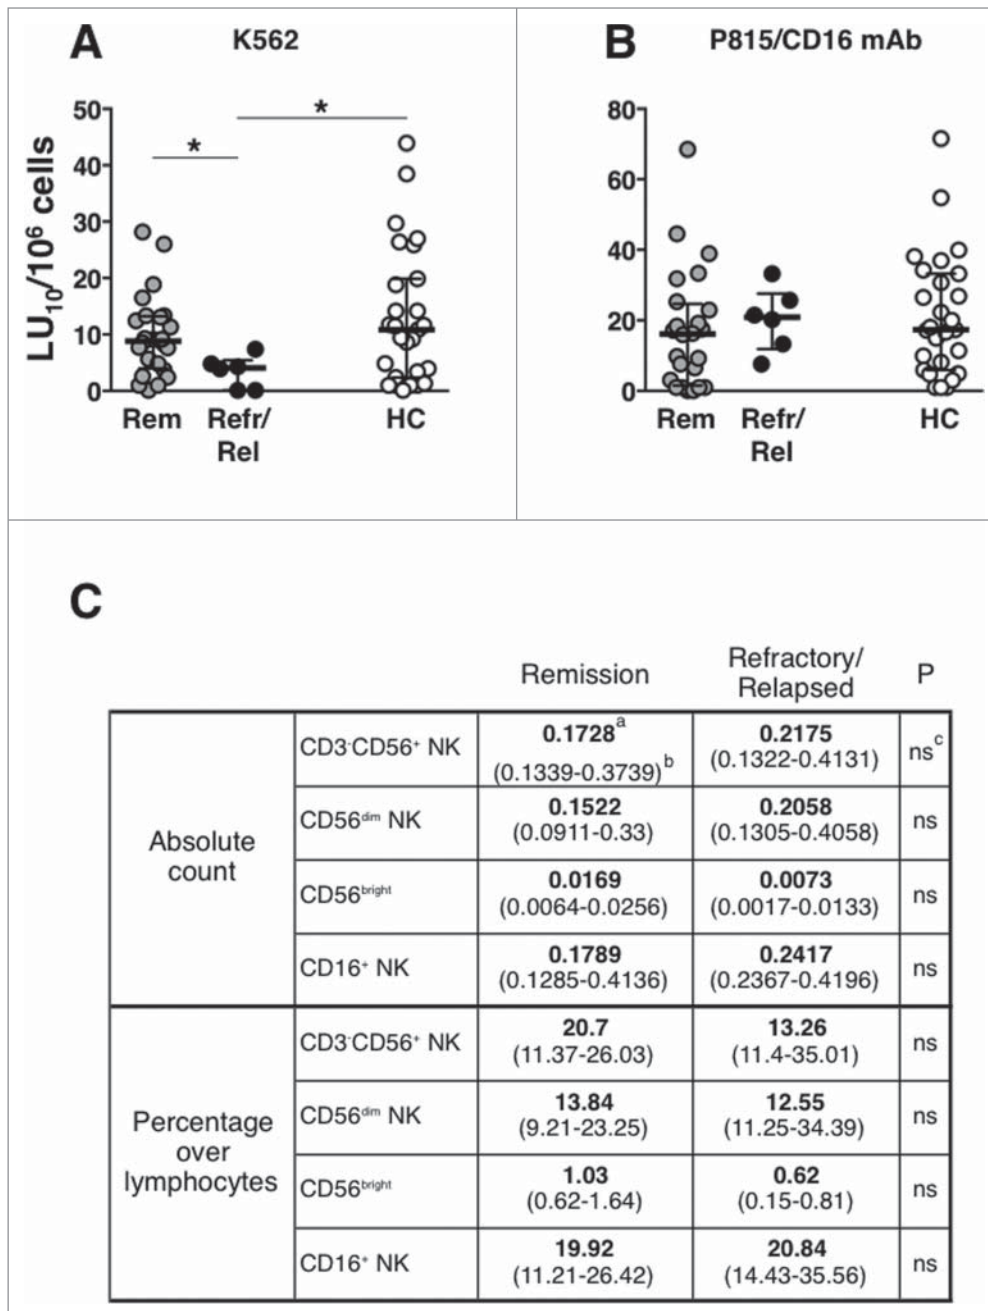 A
K562
LU10/10⁶ cells
50
40
30
20
10
0
*
*
Rem
Refr/
Rel
HC
B
P815/CD16 mAb
80
60
40
20
0
Rem
Refr/
Rel
HC
C
Remission
Refractory/
Relapsed
P
Absolute
count
CD3⁻CD56⁺ NK
0.1728ᵃ
(0.1339-0.3739)ᵇ
0.2175
(0.1322-0.4131)
nsᶜ
CD56ᵈⁱᵐ NK
0.1522
(0.0911-0.33)
0.2058
(0.1305-0.4058)
ns
CD56ᵇʳⁱᵍʰᵗ
0.0169
(0.0064-0.0256)
0.0073
(0.0017-0.0133)
ns
CD16⁺ NK
0.1789
(0.1285-0.4136)
0.2417
(0.2367-0.4196)
ns
Percentage
over
lymphocytes
CD3⁻CD56⁺ NK
20.7
(11.37-26.03)
13.26
(11.4-35.01)
ns
CD56ᵈⁱᵐ NK
13.84
(9.21-23.25)
12.55
(11.25-34.39)
ns
CD56ᵇʳⁱᵍʰᵗ
1.03
(0.62-1.64)
0.62
(0.15-0.81)
ns
CD16⁺ NK
19.92
(11.21-26.42)
20.84
(14.43-35.56)
ns